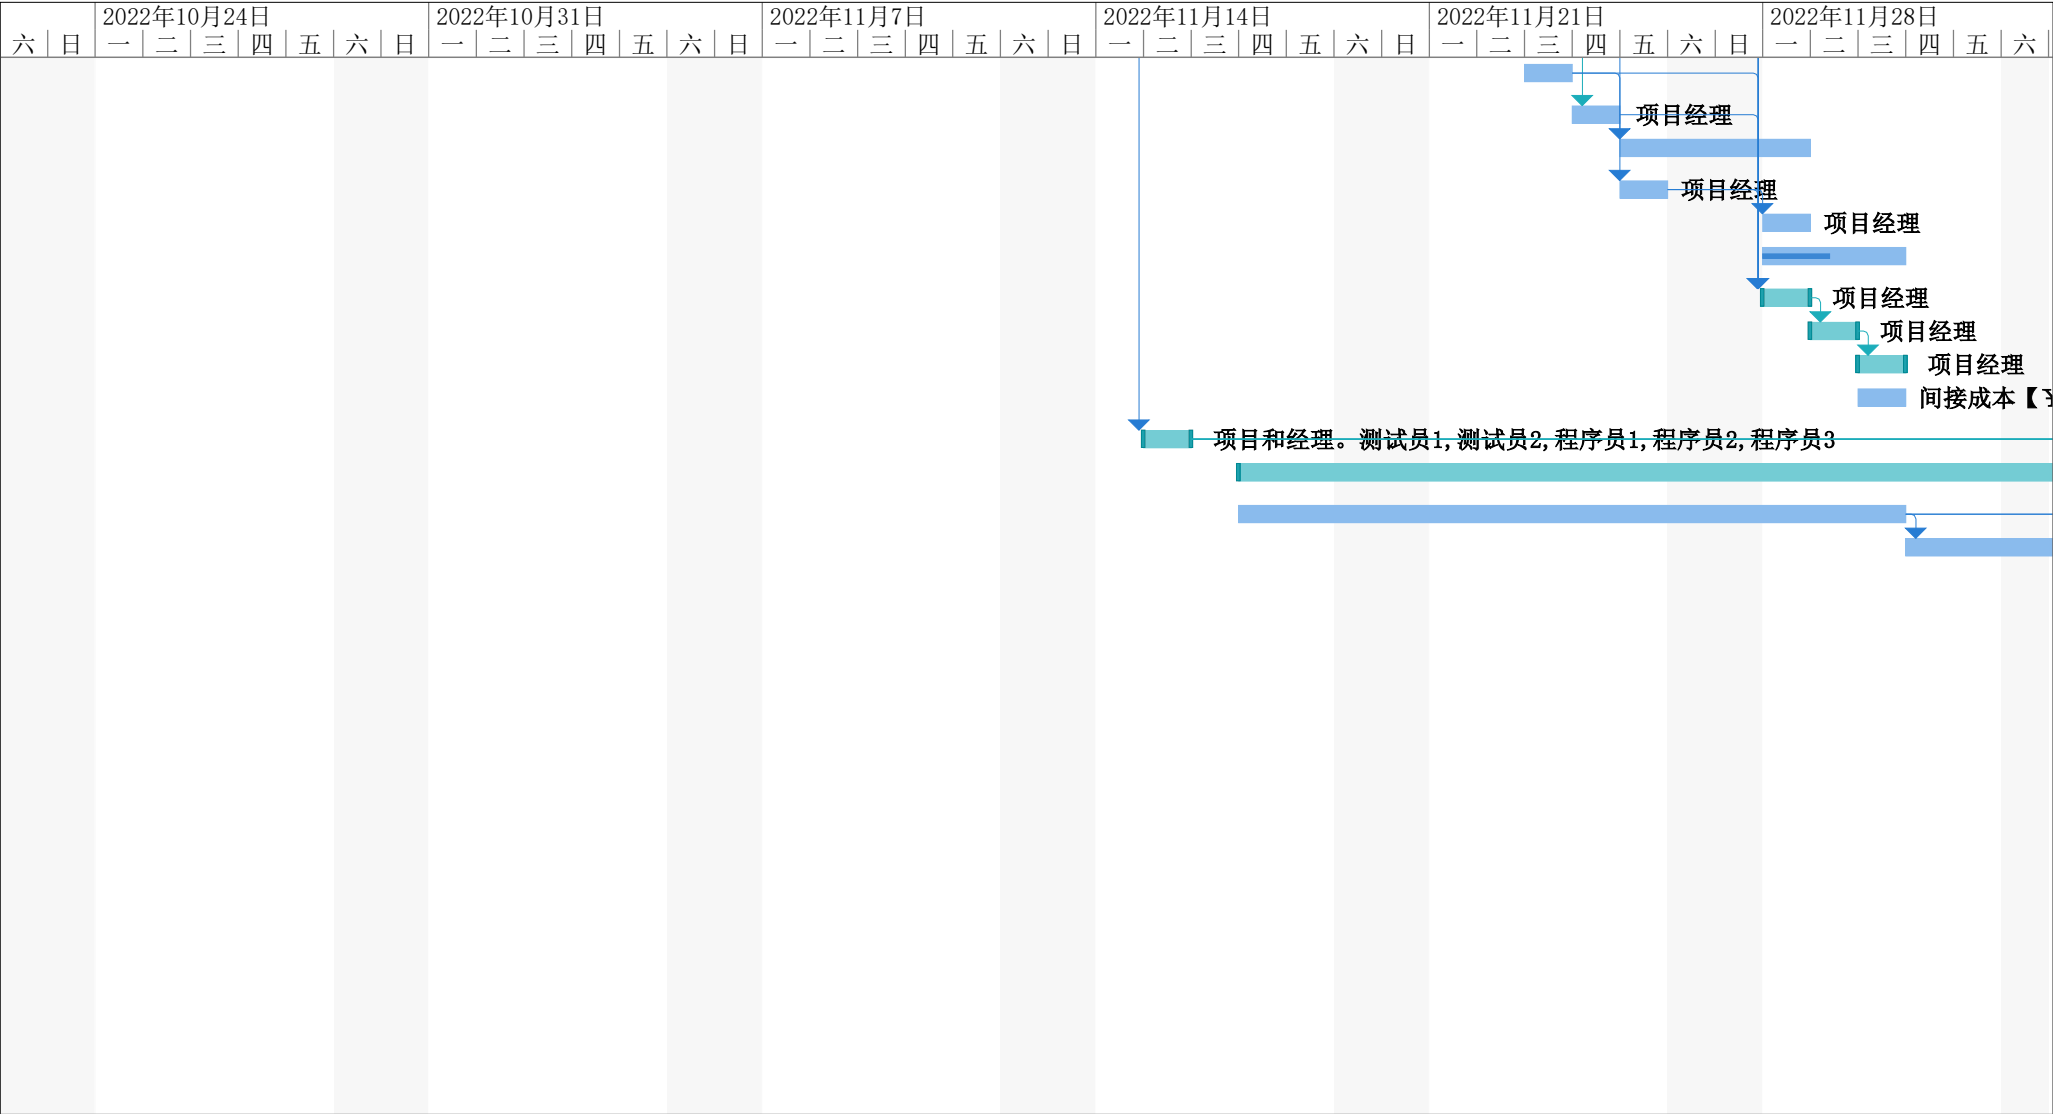 2022年10月24日 2022年10月31日 2022年11月7日 2022年11月14日 2022年11月21日 2022年11月28日
六 日 一 二 三 四 五 六 日 一 二 三 四 五 六 日 一 二 三 四 五 六 日 一 二 三 四 五 六 日 一 二 三 四 五 六 日 一 二 三 四 五 六
项目经理
项目经理
项目经理
项目经理
项目经理
项目经理
间接成本【
项目和经理。测试员1,测试员2,程序员1,程序员2,程序员3